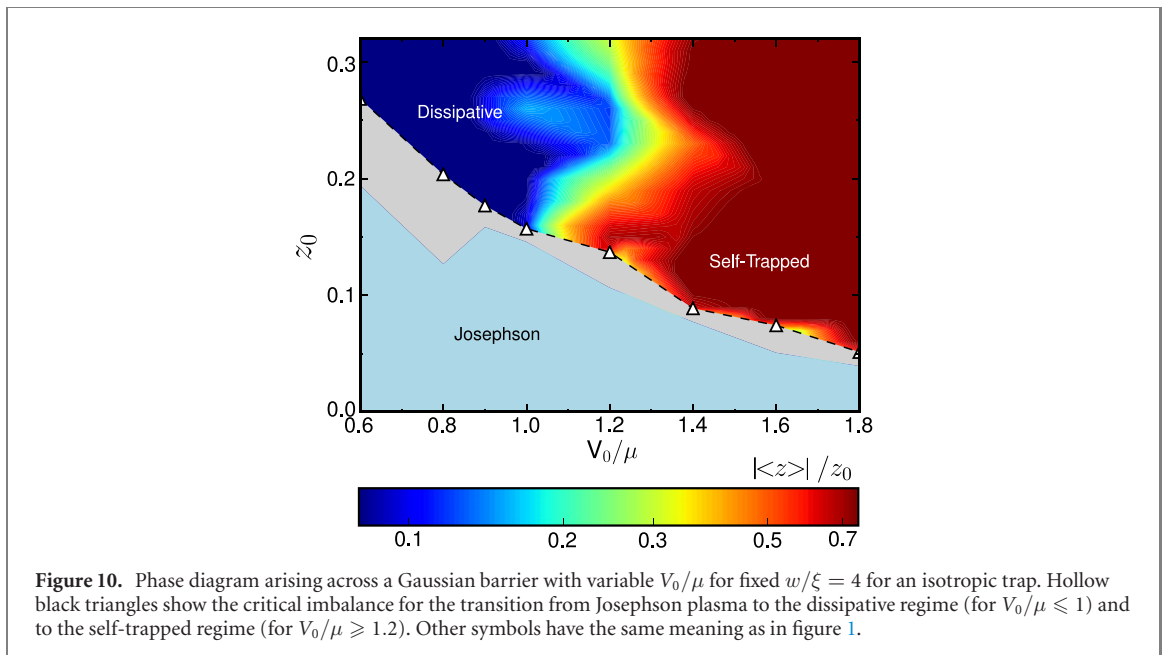 0.3
Dissipative
0.2
z₀
Self-Trapped
0.1
Josephson
0.0
0.6 0.8 1.0 1.2 1.4 1.6 1.8
V₀/μ
|<z>| /z₀
0.1 0.2 0.3 0.5 0.7
Figure 10. Phase diagram arising across a Gaussian barrier with variable V₀/μ for fixed w/ξ = 4 for an isotropic trap. Hollow
black triangles show the critical imbalance for the transition from Josephson plasma to the dissipative regime (for V₀/μ ⩽ 1) and
to the self-trapped regime (for V₀/μ ⩾ 1.2). Other symbols have the same meaning as in figure 1.